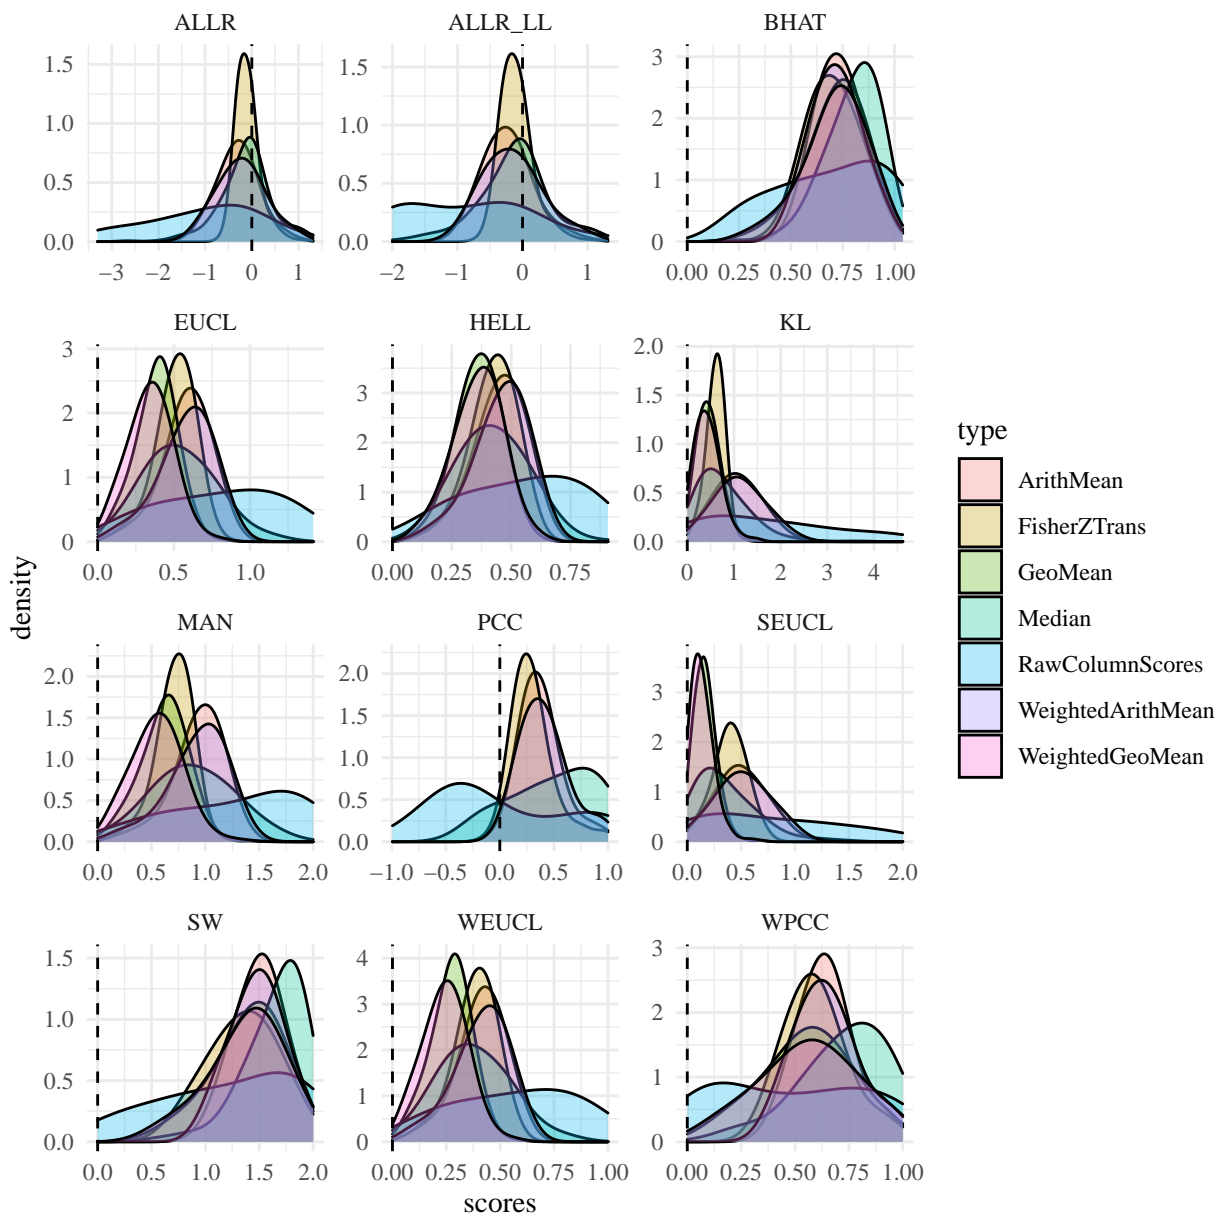 ALLR ALLR_LL BHAT
1.5 1.5 3
1.0 1.0 2
0.5 0.5 1
0.0 0.0 0
−3 −2 −1 0 1 −2 −1 0 1 0.00 0.25 0.50 0.75 1.00
EUCL HELL KL
3 3 2.0
2 2 1.5
1 1 1.0
0 0 0.5
0.0
0.0 0.5 1.0 0.00 0.25 0.50 0.75 0 1 2 3 4
MAN PCC SEUCL
2.0 2.0 3
1.5 1.5 2
1.0 1.0 1
0.5 0.5 0
0.0 0.0
0.0 0.5 1.0 1.5 2.0 −1.0 −0.5 0.0 0.5 1.0 0.0 0.5 1.0 1.5 2.0
SW WEUCL WPCC
1.5 4 3
1.0 3 2
0.5 2 1
0.0 1 0
0
0.0 0.5 1.0 1.5 2.0 0.00 0.25 0.50 0.75 1.00 0.00 0.25 0.50 0.75 1.00
scores
density
type
ArithMean
FisherZTrans
GeoMean
Median
RawColumnScores
WeightedArithMean
WeightedGeoMean